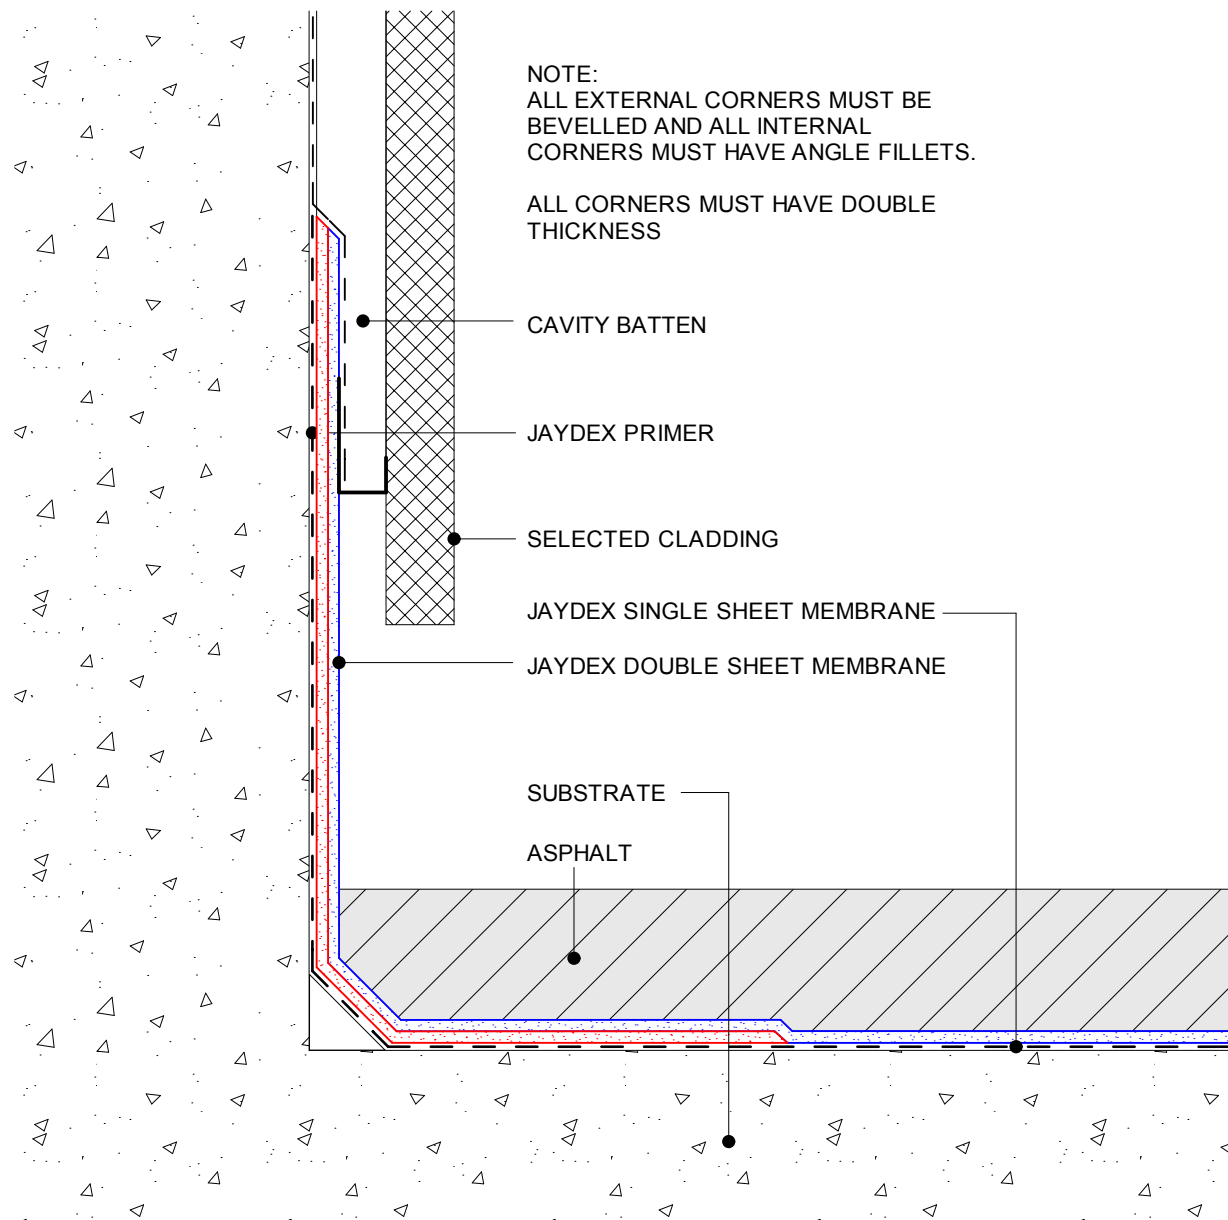 NOTE:
ALL EXTERNAL CORNERS MUST BE
BEVELLED AND ALL INTERNAL
CORNERS MUST HAVE ANGLE FILLETS.
ALL CORNERS MUST HAVE DOUBLE
THICKNESS
CAVITY BATTEN
JAYDEX PRIMER
SELECTED CLADDING
JAYDEX SINGLE SHEET MEMBRANE
JAYDEX DOUBLE SHEET MEMBRANE
SUBSTRATE
ASPHALT